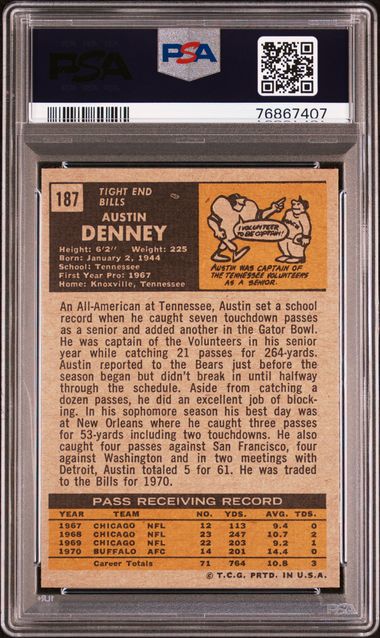 PSA
PSA
76867407
187
TIGHT END
BILLS
AUSTIN
DENNEY
Height: 6'2" Weight: 225
Born: January 2, 1944
School: Tennessee
First Year Pro: 1967
Home: Knoxville, Tennessee
I VOLUNTEER
TO BE CAPTAIN!
AUSTIN WAS CAPTAIN OF
THE TENNESSEE VOLUNTEERS
AS A SENIOR.
An All-American at Tennessee, Austin set a school
record when he caught seven touchdown passes
as a senior and added another in the Gator Bowl.
He was captain of the Volunteers in his senior
year while catching 21 passes for 264-yards.
Austin reported to the Bears just before the
season began but didn't break in until halfway
through the schedule. Aside from catching a
dozen passes, he did an excellent job of block-
ing. In his sophomore season his best day was
at New Orleans where he caught three passes
for 53-yards including two touchdowns. He also
caught four passes against San Francisco, four
against Washington and in two meetings with
Detroit, Austin totaled 5 for 61. He was traded
to the Bills for 1970.
PASS RECEIVING RECORD
YEAR TEAM NO. YDS. AVG. TDS.
1967 CHICAGO NFL 12 113 9.4 0
1968 CHICAGO NFL 23 247 10.7 2
1969 CHICAGO NFL 22 203 9.2 1
1970 BUFFALO AFC 14 201 14.4 0
Career Totals 71 764 10.8 3
© T.C.G. PRTD. IN U.S.A.